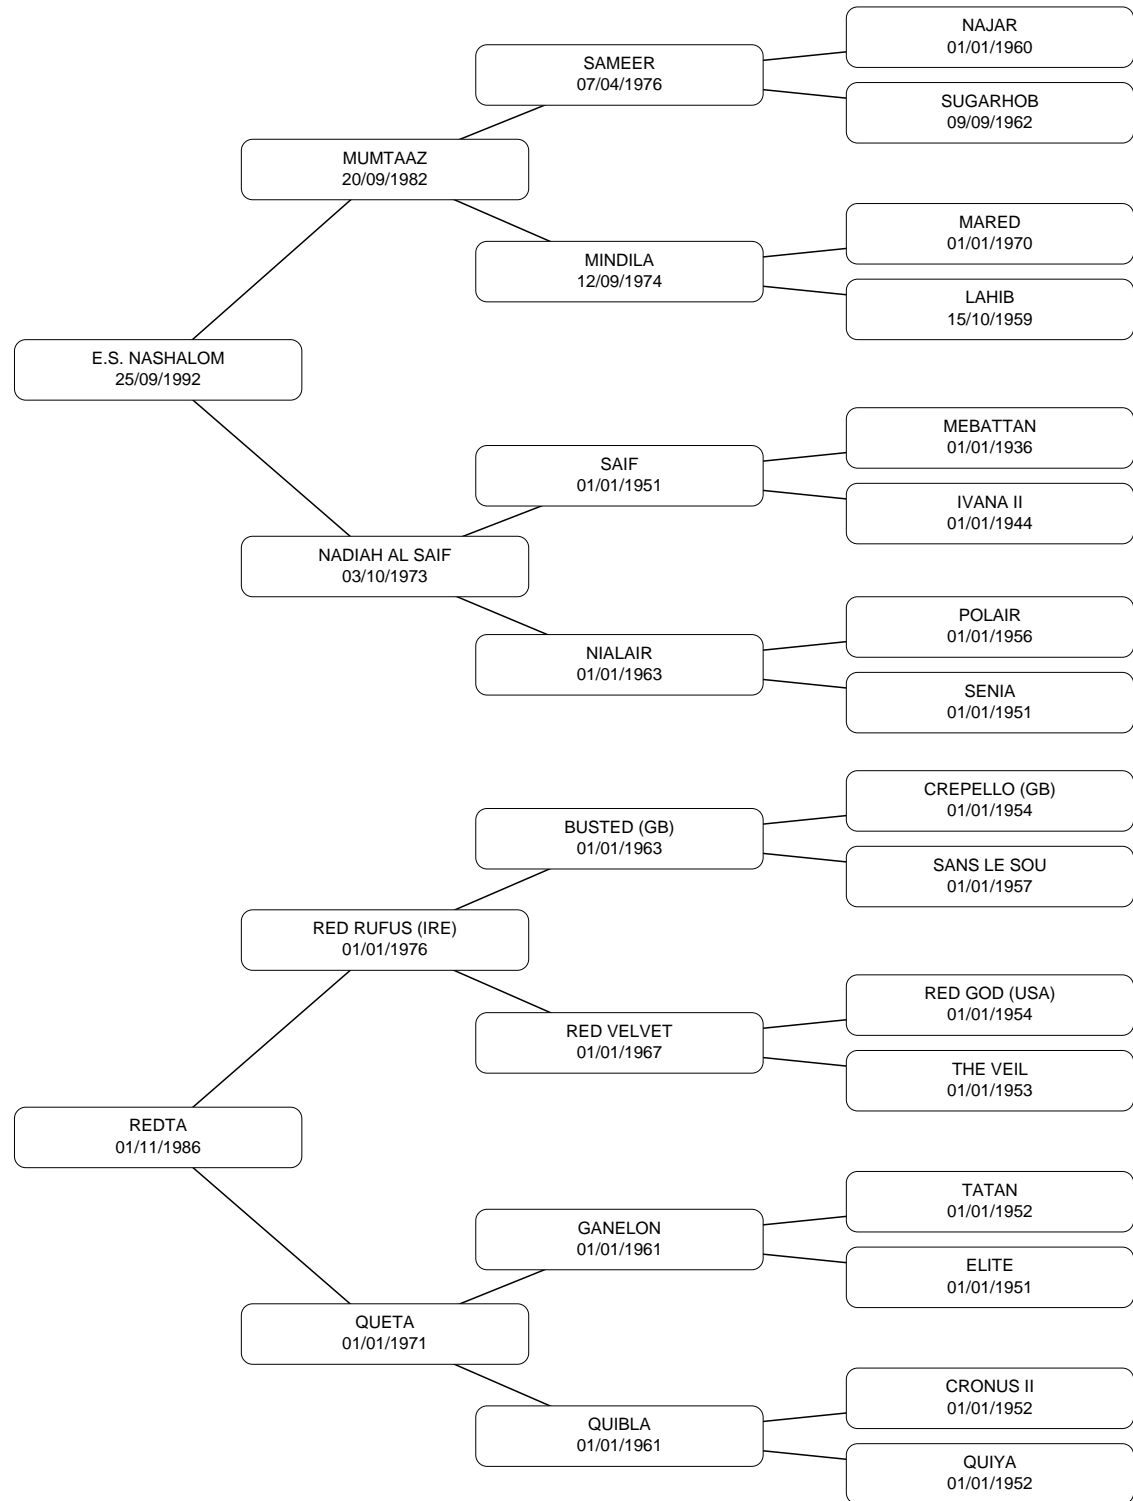 NAJAR
01/01/1960
SAMEER
07/04/1976
SUGARHOB
09/09/1962
MUMTAAZ
20/09/1982
MARED
01/01/1970
MINDILA
12/09/1974
LAHIB
15/10/1959
E.S. NASHALOM
25/09/1992
MEBATTAN
01/01/1936
SAIF
01/01/1951
IVANA II
01/01/1944
NADIAH AL SAIF
03/10/1973
POLAIR
01/01/1956
NIALAIR
01/01/1963
SENIA
01/01/1951
CREPELLO (GB)
01/01/1954
BUSTED (GB)
01/01/1963
SANS LE SOU
01/01/1957
RED RUFUS (IRE)
01/01/1976
RED GOD (USA)
01/01/1954
RED VELVET
01/01/1967
THE VEIL
01/01/1953
REDTA
01/11/1986
TATAN
01/01/1952
GANELON
01/01/1961
ELITE
01/01/1951
QUETA
01/01/1971
CRONUS II
01/01/1952
QUIBLA
01/01/1961
QUIYA
01/01/1952